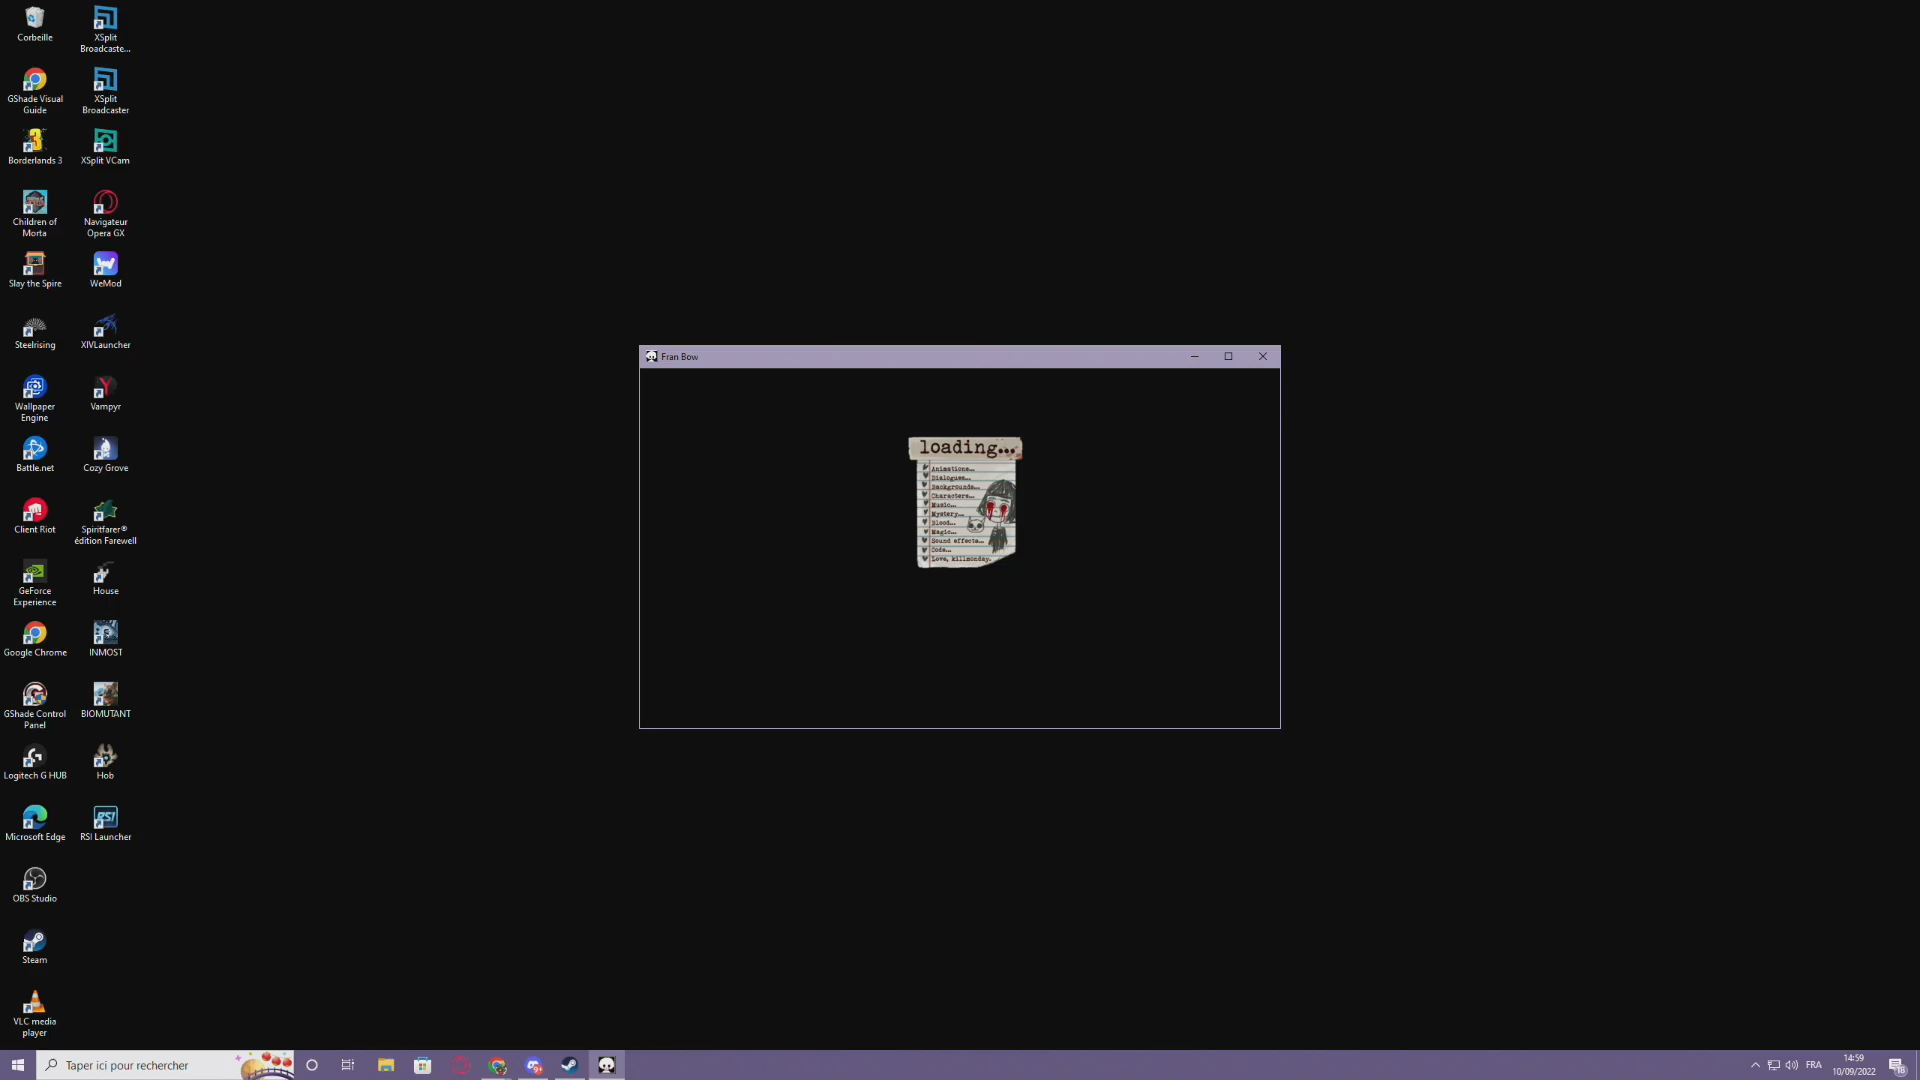 Corbeille
XSplit
Broadcaste...
GShade Visual
Guide
XSplit
Broadcaster
Borderlands 3
XSplit VCam
Children of
Morta
Navigateur
Opera GX
Slay the Spire
WeMod
Steelrising
XIVLauncher
Wallpaper
Engine
Vampyr
Battle.net
Cozy Grove
Client Riot
Spiritfarer®
édition Farewell
GeForce
Experience
House
Google Chrome
INMOST
GShade Control
Panel
BIOMUTANT
Logitech G HUB
Hob
Microsoft Edge
RSI Launcher
OBS Studio
Steam
VLC media
player
Fran Bow
loading...
Animations...
Dialogues...
Backgrounds...
Characters...
Music...
Mystery...
Blood...
Magic...
Sound effects...
Code...
Love, killmonday.
Taper ici pour rechercher
9+
FRA
14:59
10/09/2022